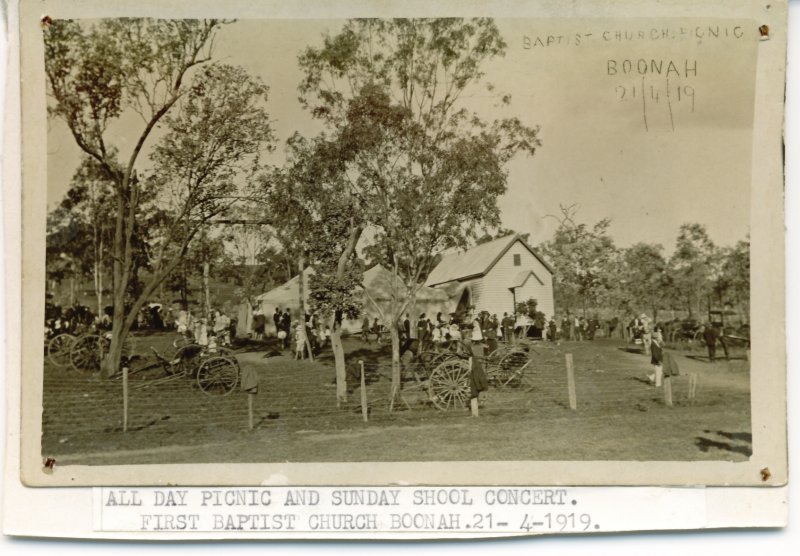 BAPTIST CHURCH PICNIC
BOONAH
21/4/19
ALL DAY PICNIC AND SUNDAY SHOOL CONCERT.
FIRST BAPTIST CHURCH BOONAH.21- 4-1919.